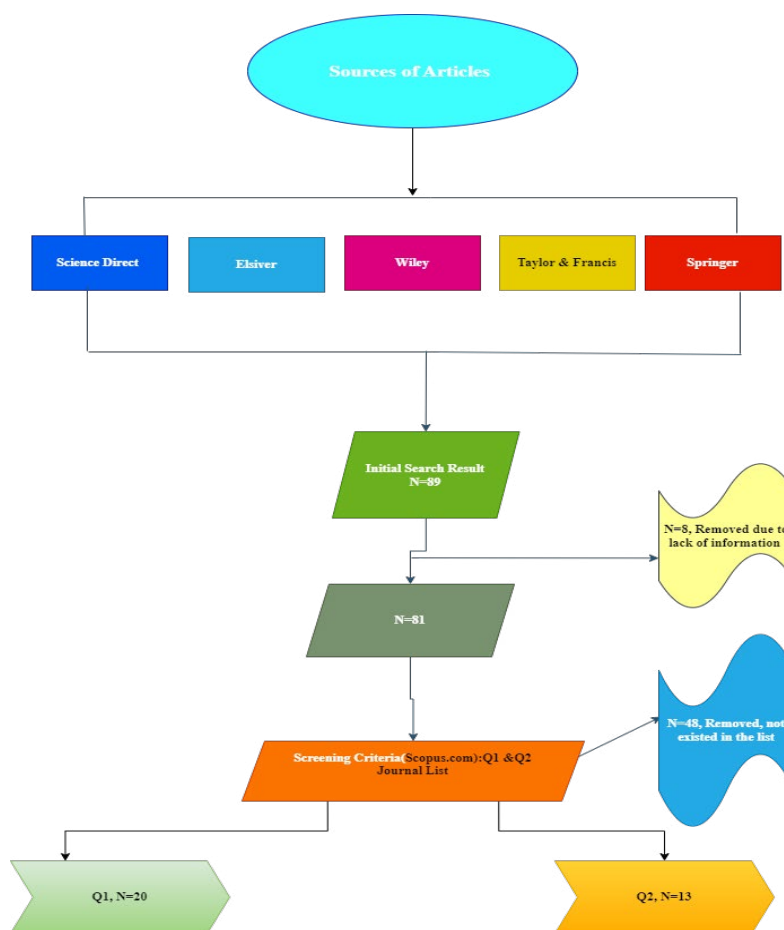 Sources of Articles
Science Direct
Elsiver
Wiley
Taylor & Francis
Springer
Initial Search Result
N=89
N=8, Removed due to
lack of information
N=81
N=48, Removed, not
existed in the list
Screening Criteria(Scopus.com):Q1 &Q2
Journal List
Q1, N=20
Q2, N=13